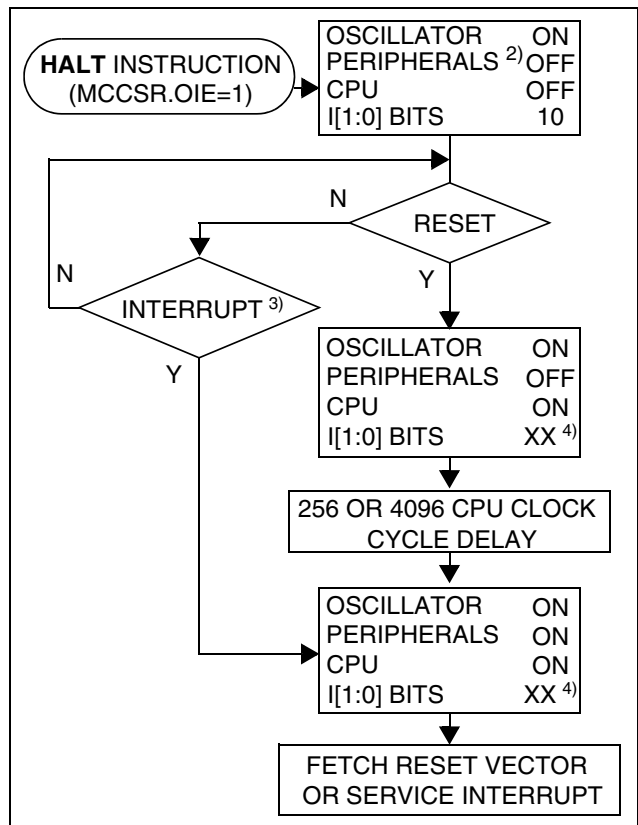 HALT INSTRUCTION
(MCCSR.OIE=1)
OSCILLATOR ON
PERIPHERALS 2) OFF
CPU OFF
I[1:0] BITS 10
N
RESET
N
Y
INTERRUPT 3)
Y
OSCILLATOR ON
PERIPHERALS OFF
CPU ON
I[1:0] BITS XX 4)
256 OR 4096 CPU CLOCK
CYCLE DELAY
OSCILLATOR ON
PERIPHERALS ON
CPU ON
I[1:0] BITS XX 4)
FETCH RESET VECTOR
OR SERVICE INTERRUPT